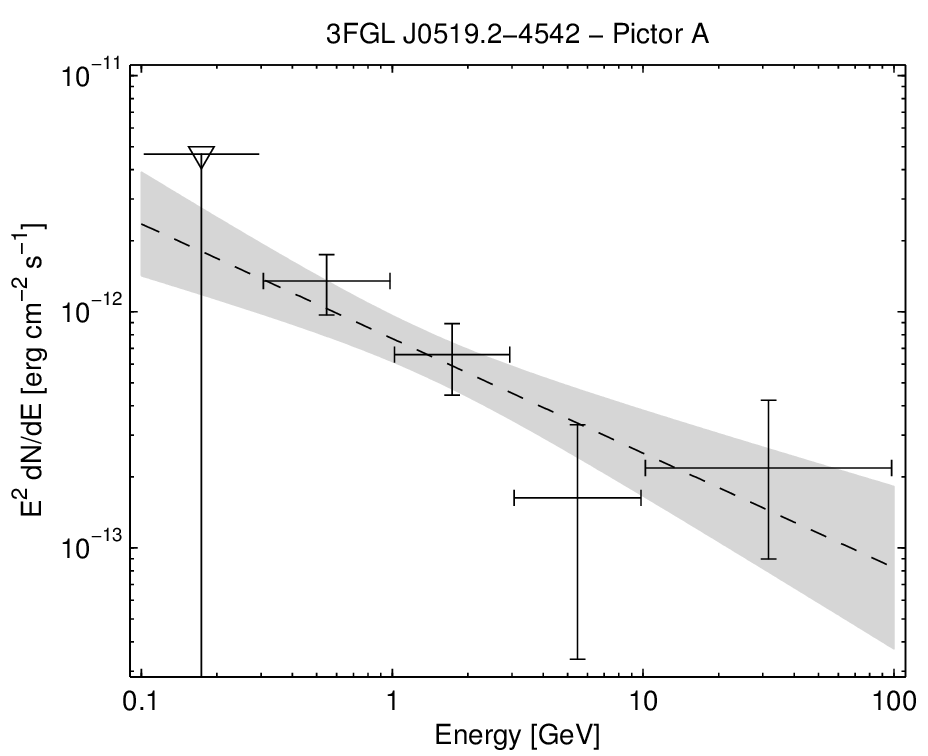 3FGL J0519.2−4542 − Pictor A
10⁻¹¹
10⁻¹²
10⁻¹³
E² dN/dE [erg cm⁻² s⁻¹]
0.1 1 10 100
Energy [GeV]